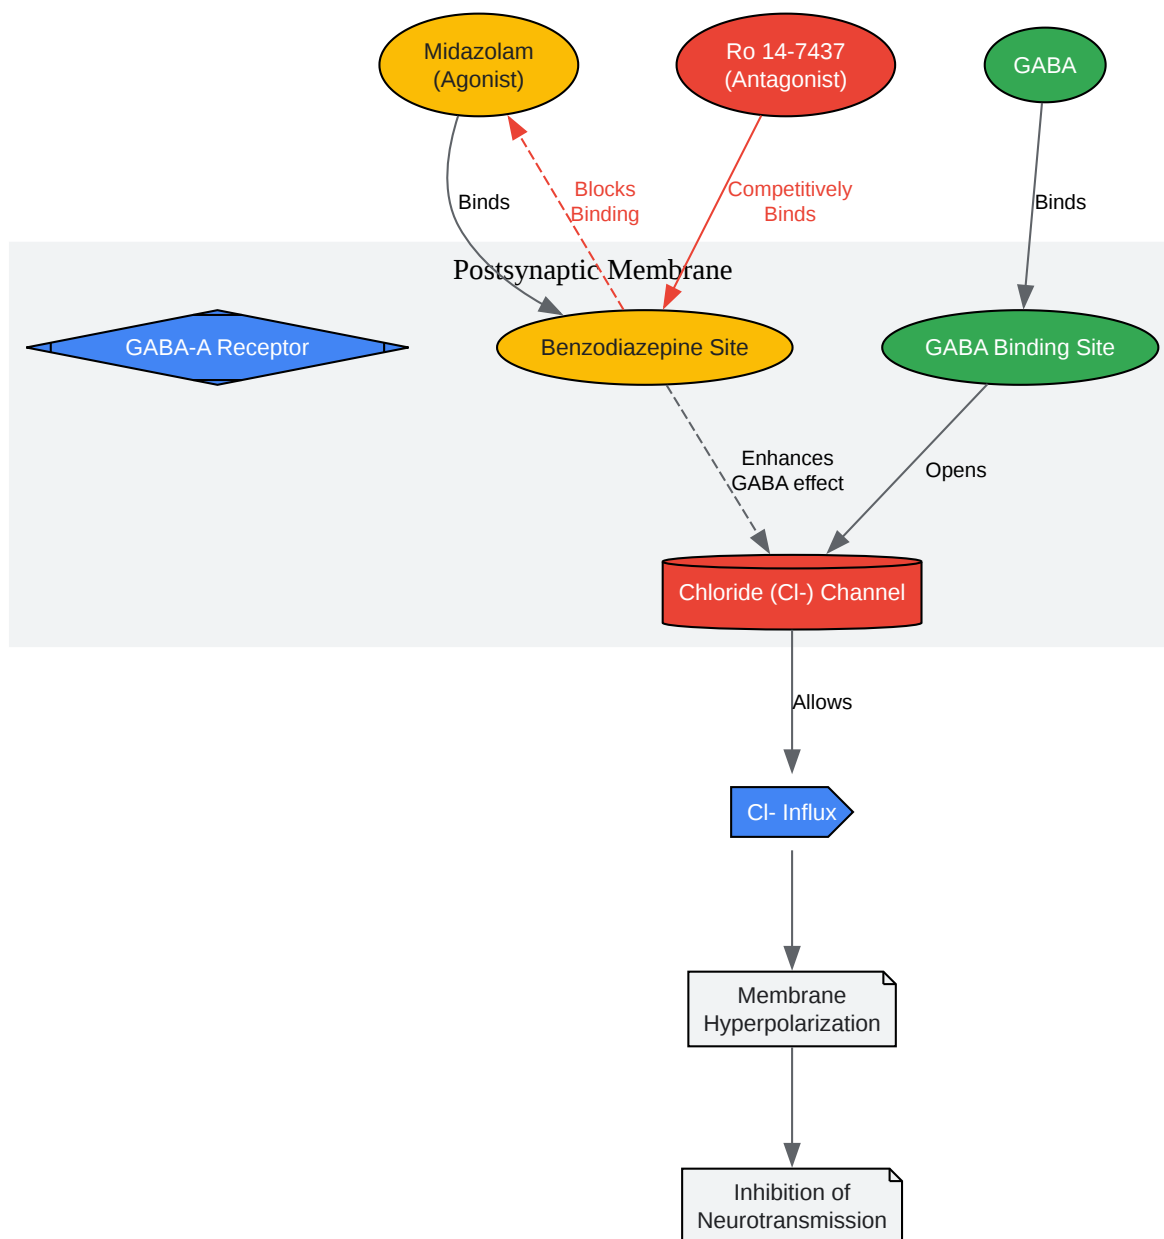 Midazolam
(Agonist)
Ro 14-7437
(Antagonist)
GABA
Binds
Blocks
Binding
Competitively
Binds
Binds
Postsynaptic Membrane
GABA-A Receptor
Benzodiazepine Site
GABA Binding Site
Enhances
GABA effect
Opens
Chloride (Cl-) Channel
Allows
Cl- Influx
Membrane
Hyperpolarization
Inhibition of
Neurotransmission